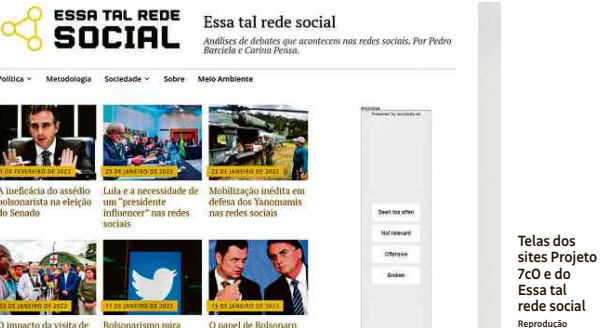 ESSA TAL REDE
SOCIAL
Essa tal rede social
Análises de debates que acontecem nas redes sociais. Por Pedro
Barciela e Carina Pensa.
Política
Metodologia
Sociedade
Sobre
Meio Ambiente
DE FEVEREIRO DE 2023
25 DE JANEIRO DE 2023
23 DE JANEIRO DE 2023
A ineficácia do assédio
bolsonarista na eleição
do Senado
Lula e a necessidade de
um "presidente
influencer" nas redes
sociais
Mobilização inédita em
defesa dos Yanomamis
nas redes sociais
Seen too often
Not relevant
Offensive
Broken
DE JANEIRO DE 2023
17 DE JANEIRO DE 2023
13 DE JANEIRO DE 2023
O impacto da visita de
Bolsonarismo mira
O papel de Bolsonaro
Telas dos
sites Projeto
7cO e do
Essa tal
rede social
Reprodução